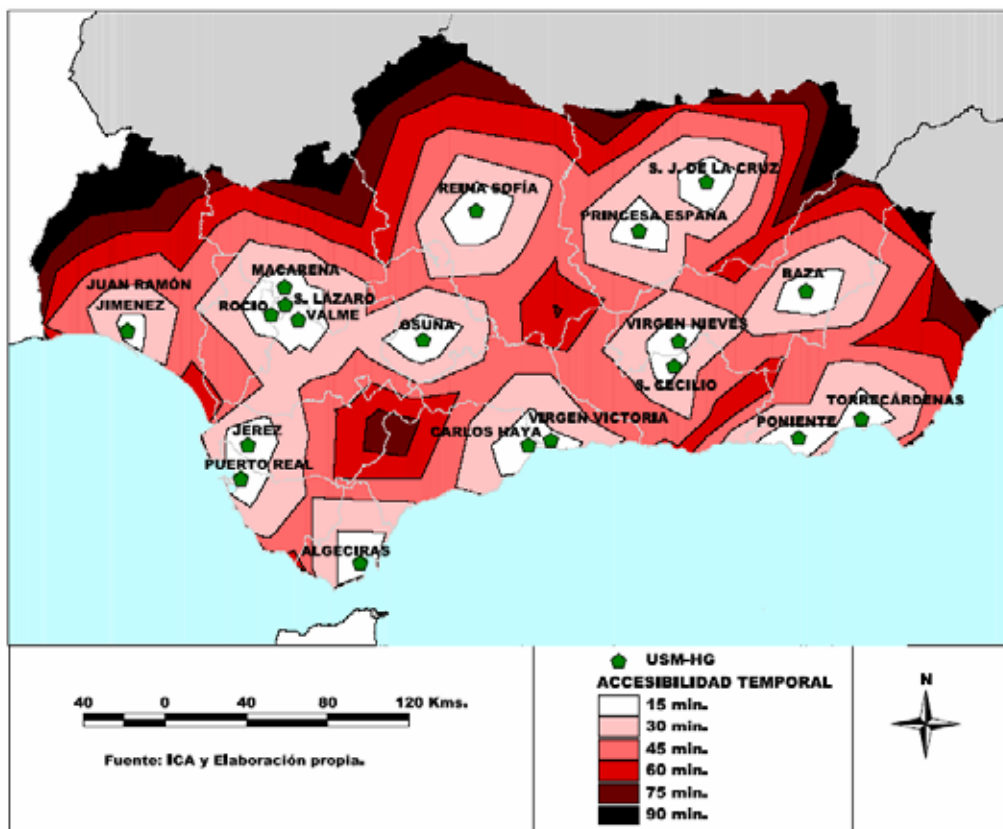 S. J. DE LA CRUZ
REINA SOFÍA
PRINCESA ESPAÑA
MACARENA
BAZA
JUAN RAMÓN
JIMENEZ
S. LÁZARO
ROCIO
VALME
OSUNA
VIRGEN NIEVES
S. CECILIO
TORRECÁRDENAS
VIRGEN VICTORIA
PONIENTE
CARLOS HAYA
JEREZ
PUERTO REAL
ALGECIRAS
USM-HG
ACCESIBILIDAD TEMPORAL
15 min.
30 min.
45 min.
60 min.
75 min.
90 min.
40 0 40 80 120 Kms.
Fuente: ICA y Elaboración propia.
N